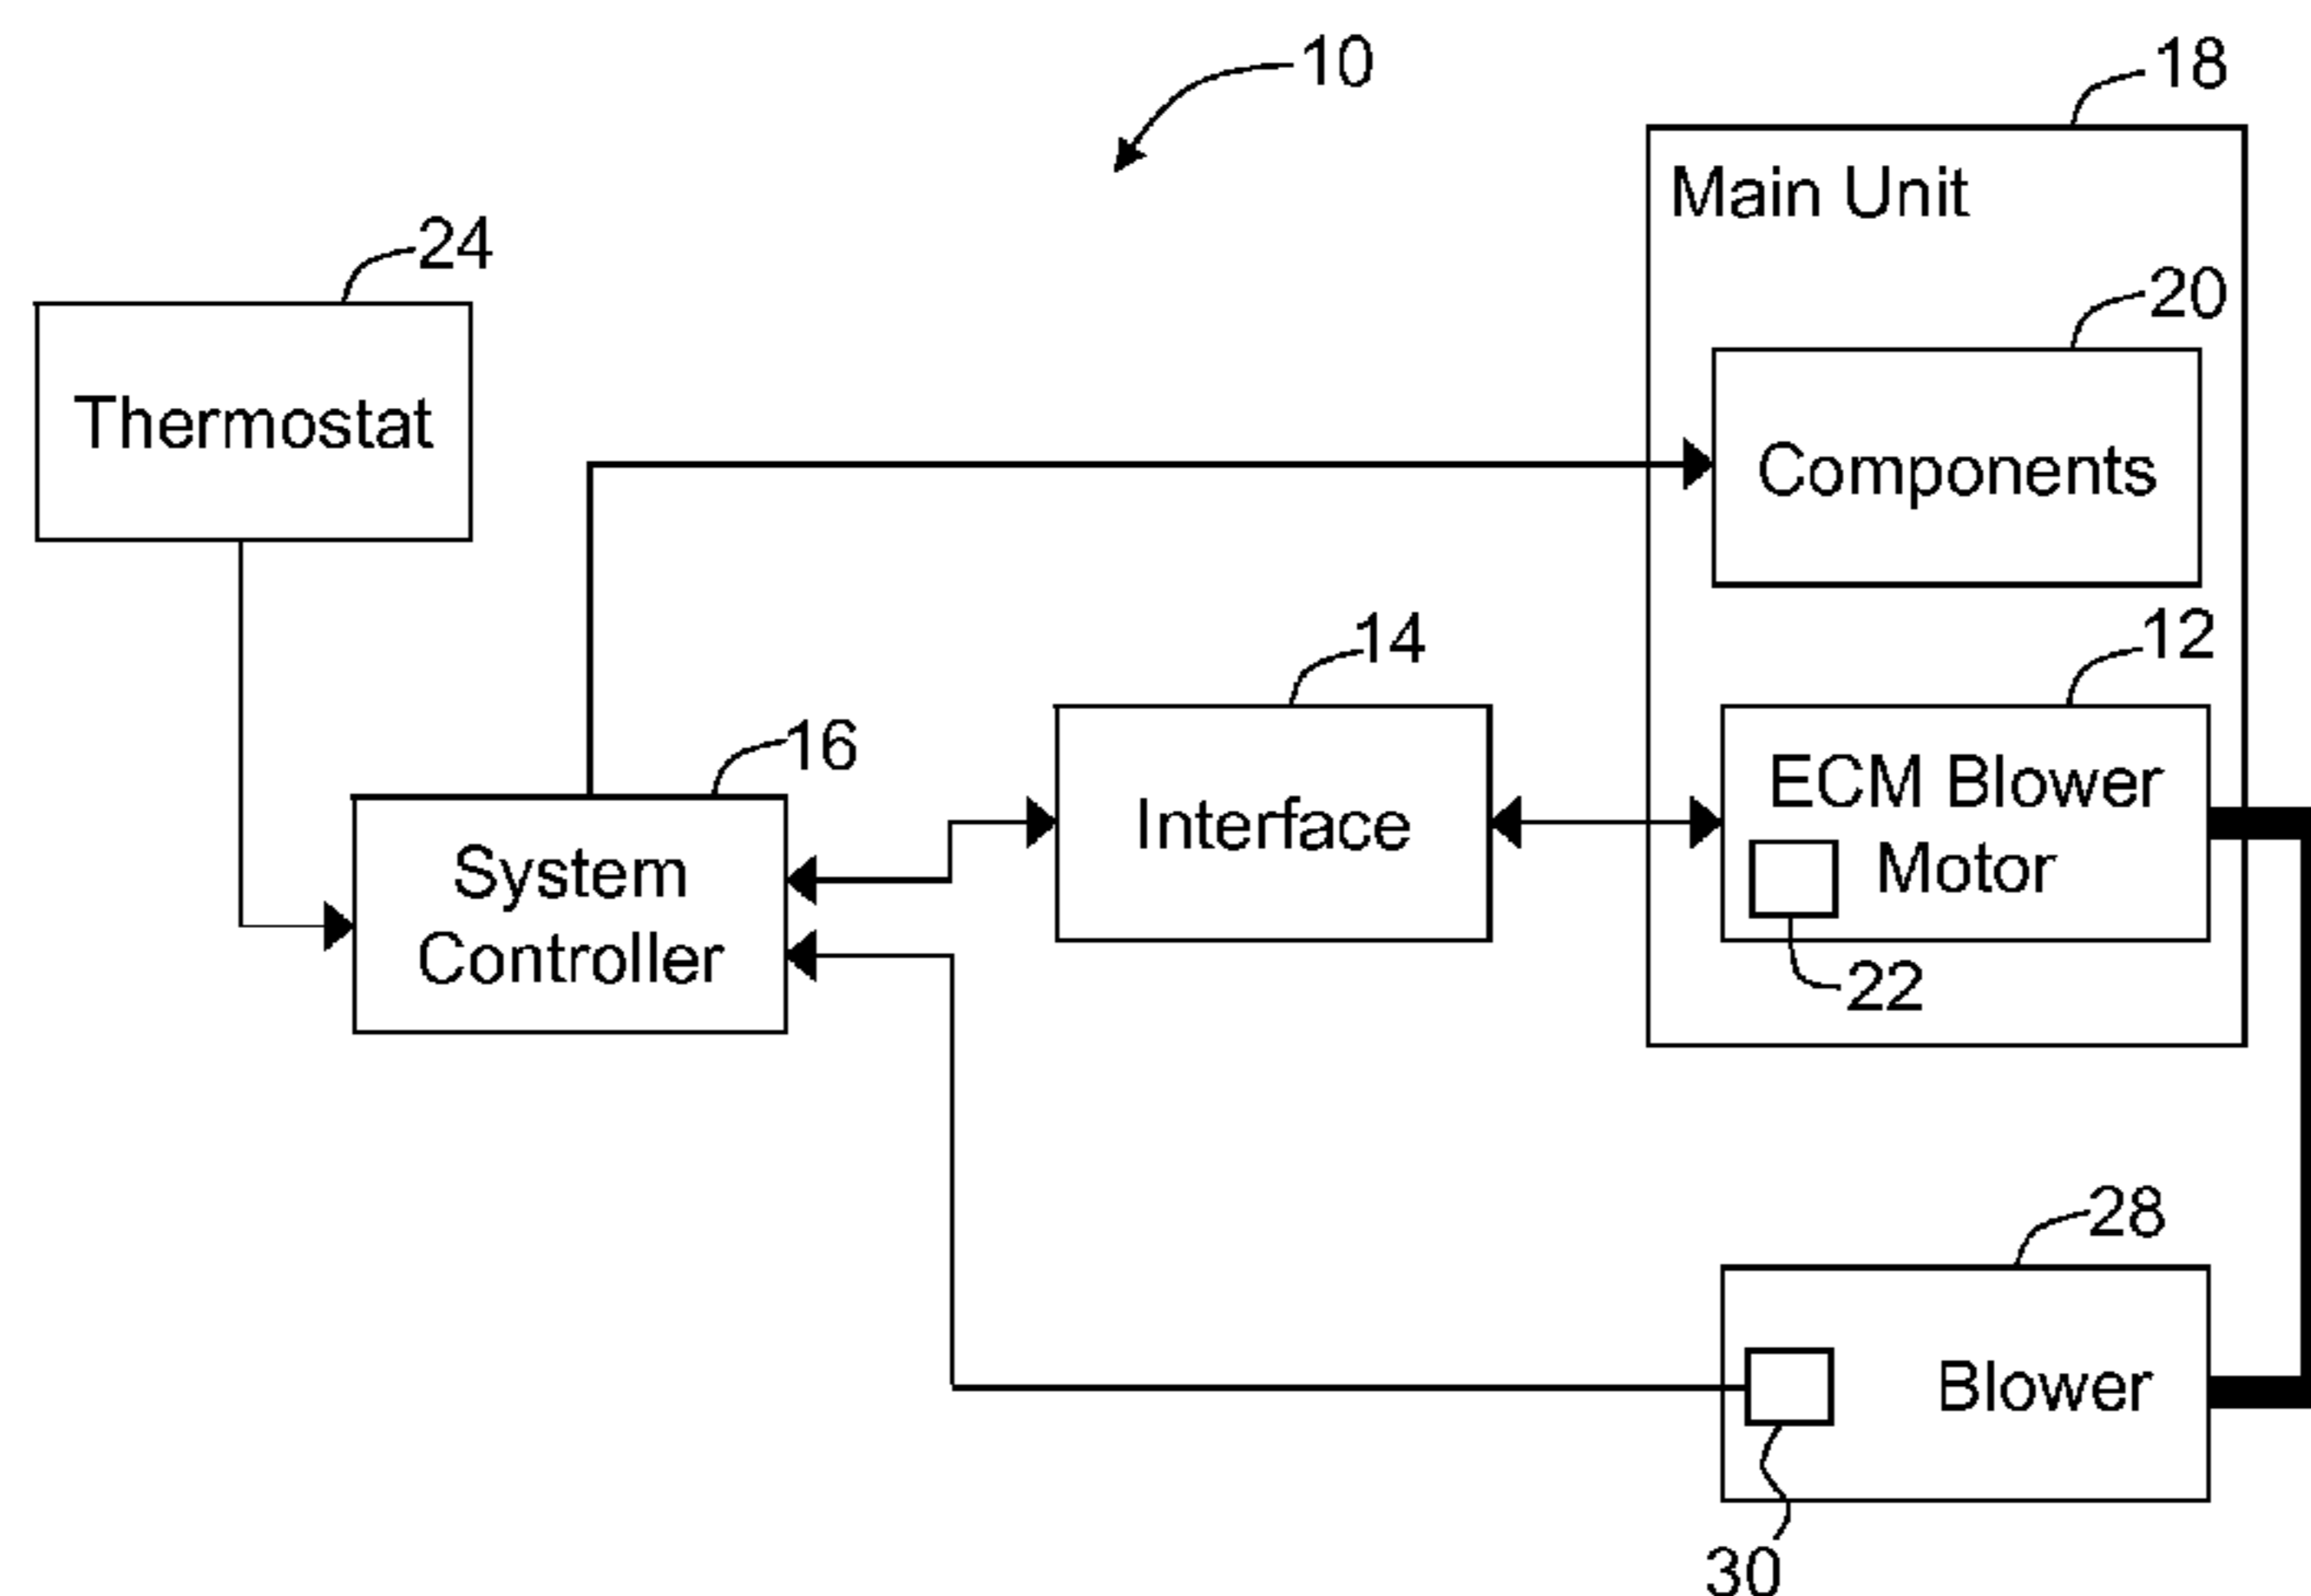 10
18
Main Unit
24
20
Thermostat
Components
14
12
16
ECM Blower
Motor
Interface
System
Controller
22
28
Blower
30